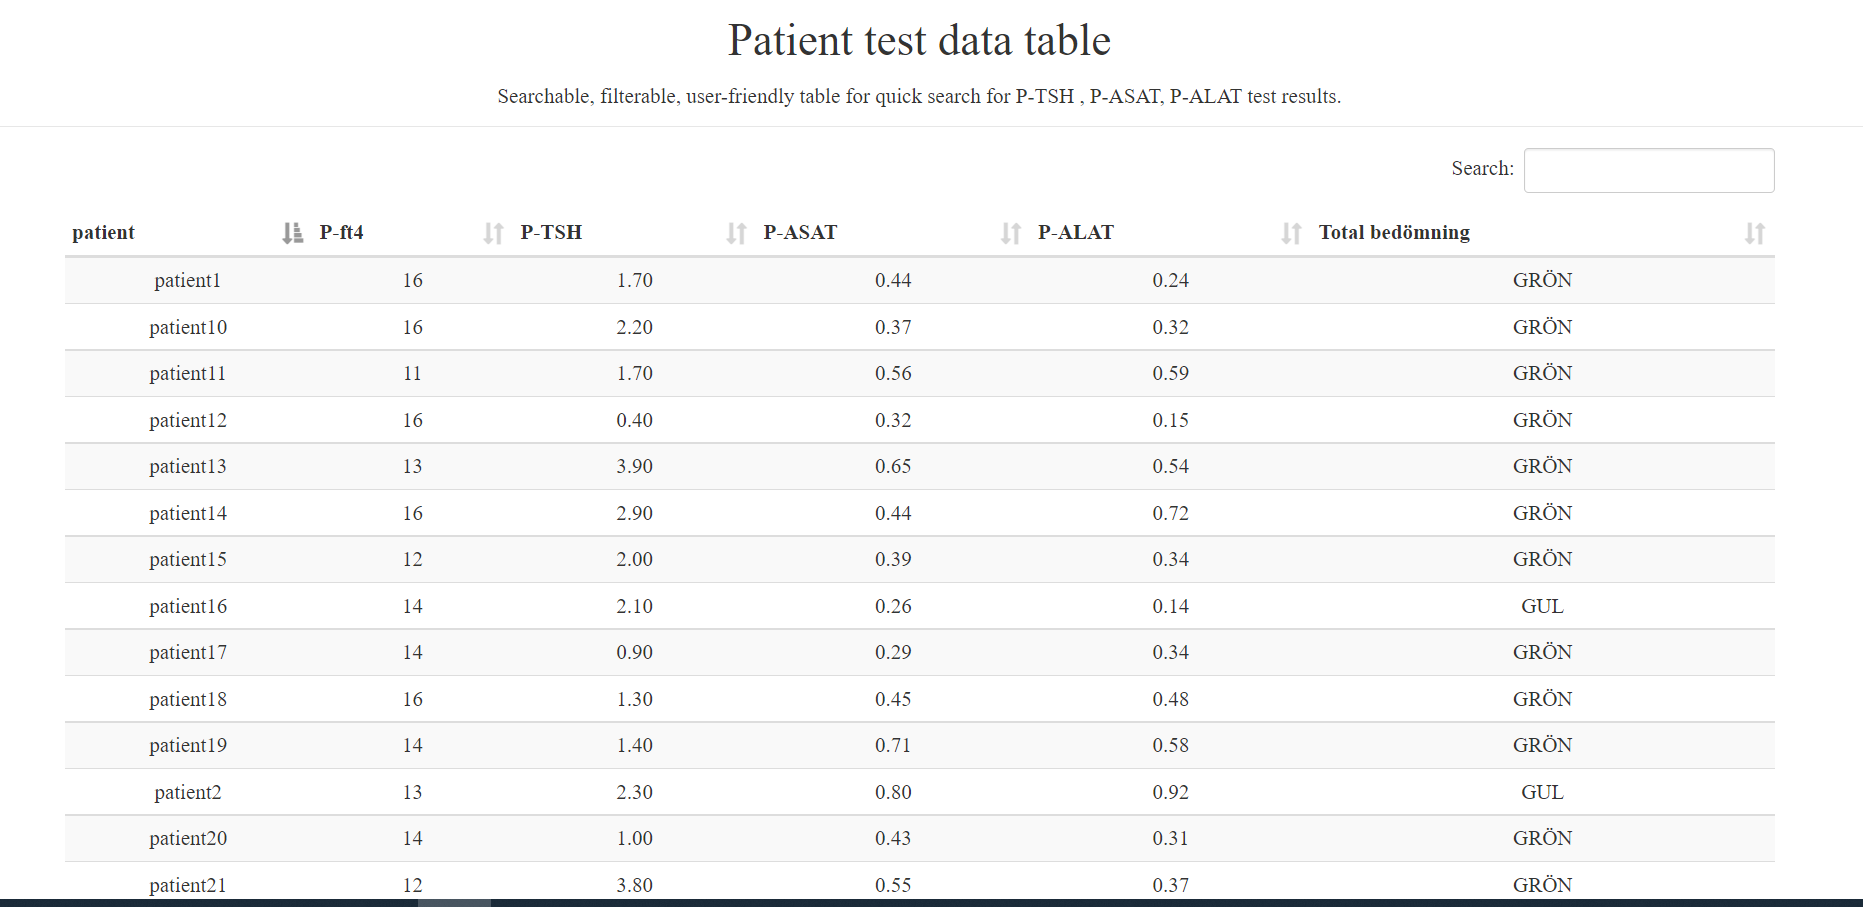 Patient test data table
Searchable, filterable, user-friendly table for quick search for P-TSH , P-ASAT, P-ALAT test results.
Search:
patient P-ft4 P-TSH P-ASAT P-ALAT Total bedömning
patient1 16 1.70 0.44 0.24 GRÖN
patient10 16 2.20 0.37 0.32 GRÖN
patient11 11 1.70 0.56 0.59 GRÖN
patient12 16 0.40 0.32 0.15 GRÖN
patient13 13 3.90 0.65 0.54 GRÖN
patient14 16 2.90 0.44 0.72 GRÖN
patient15 12 2.00 0.39 0.34 GRÖN
patient16 14 2.10 0.26 0.14 GUL
patient17 14 0.90 0.29 0.34 GRÖN
patient18 16 1.30 0.45 0.48 GRÖN
patient19 14 1.40 0.71 0.58 GRÖN
patient2 13 2.30 0.80 0.92 GUL
patient20 14 1.00 0.43 0.31 GRÖN
patient21 12 3.80 0.55 0.37 GRÖN